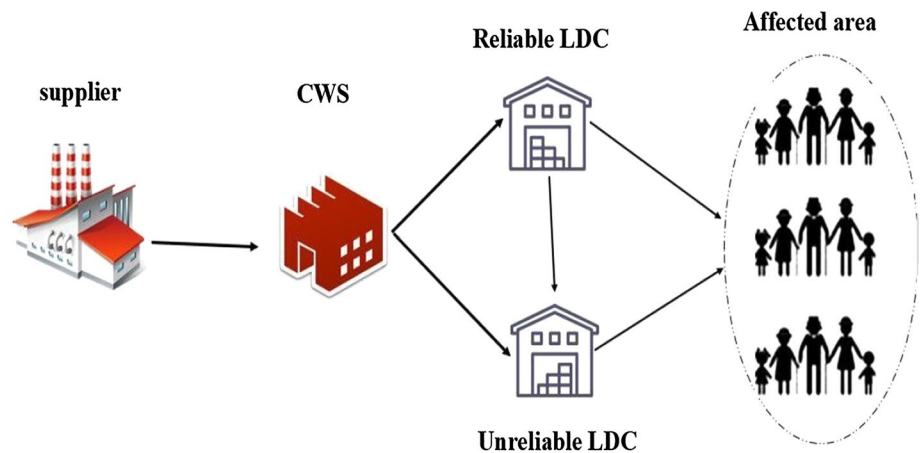 supplier
CWS
Reliable LDC
Affected area
Unreliable LDC